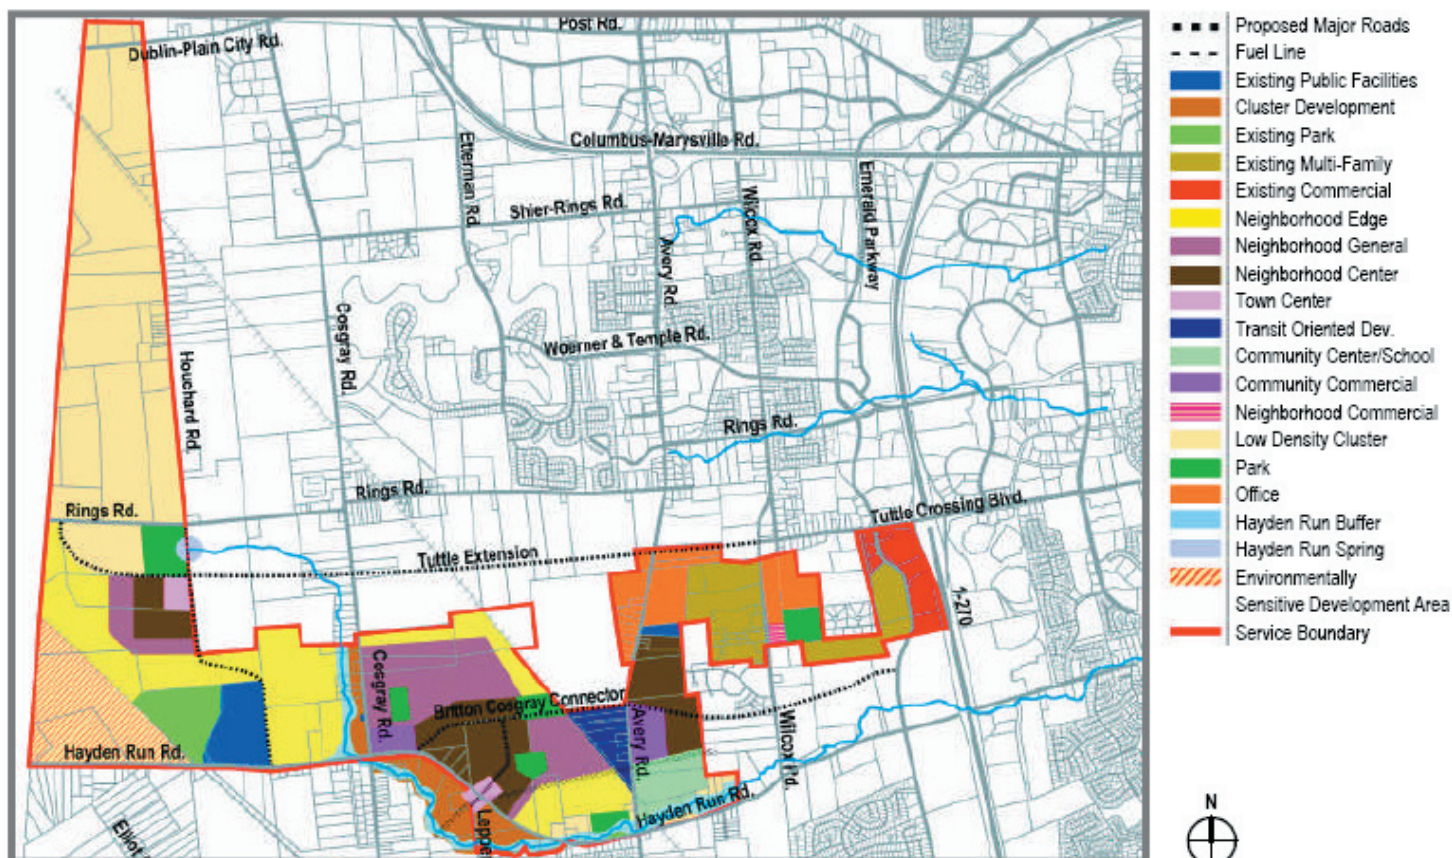 Post Rd.
Dublin-Plain City Rd.
Columbus-Marysville Rd.
Etterman Rd.
Shier-Rings Rd.
Wilcox Rd
Emerald Parkway
Avery Rd.
Cosgray Rd.
Woerner & Temple Rd.
Houchard Rd.
Rings Rd.
Rings Rd.
Rings Rd.
Tuttle Crossing Blvd.
Tuttle Extension
I-270
Cosgray Rd.
Britton Cosgray Connector
Avery Rd.
Wilcox Rd.
Hayden Run Rd.
Hayden Run Rd.
Elliot
Leppe
Proposed Major Roads
Fuel Line
Existing Public Facilities
Cluster Development
Existing Park
Existing Multi-Family
Existing Commercial
Neighborhood Edge
Neighborhood General
Neighborhood Center
Town Center
Transit Oriented Dev.
Community Center/School
Community Commercial
Neighborhood Commercial
Low Density Cluster
Park
Office
Hayden Run Buffer
Hayden Run Spring
Environmentally
Sensitive Development Area
Service Boundary
N